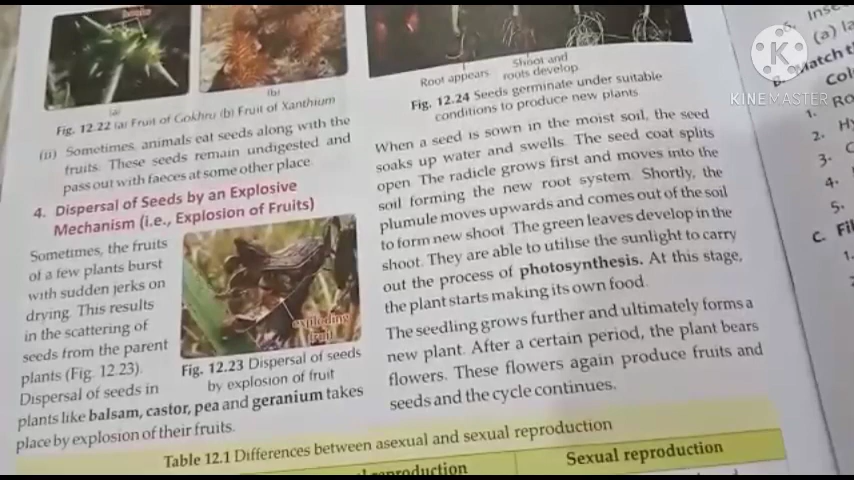 hooks
(a)
(b)
Fig. 12.22 (a) Fruit of Gokhru (b) Fruit of Xanthium
(ii) Sometimes, animals eat seeds along with the
fruits. These seeds remain undigested and
pass out with faeces at some other place.
4. Dispersal of Seeds by an Explosive
Mechanism (i.e., Explosion of Fruits)
Sometimes, the fruits
of a few plants burst
with sudden jerks on
drying. This results
in the scattering of
seeds from the parent
plants (Fig. 12.23).
Dispersal of seeds in
plants like balsam, castor, pea and geranium takes
place by explosion of their fruits.
exploding
fruit
Fig. 12.23 Dispersal of seeds
by explosion of fruit
Root appears
Shoot and
roots develop
Fig. 12.24 Seeds germinate under suitable
conditions to produce new plants
When a seed is sown in the moist soil, the seed
soaks up water and swells. The seed coat splits
open. The radicle grows first and moves into the
soil forming the new root system. Shortly, the
plumule moves upwards and comes out of the soil
to form new shoot. The green leaves develop in the
shoot. They are able to utilise the sunlight to carry
out the process of photosynthesis. At this stage,
the plant starts making its own food.
The seedling grows further and ultimately forms a
new plant. After a certain period, the plant bears
flowers. These flowers again produce fruits and
seeds and the cycle continues.
Table 12.1 Differences between asexual and sexual reproduction
reproduction
Sexual reproduction
(a)
B.
1.
2.
3.
4.
5.
C.
1.
KINEMASTER